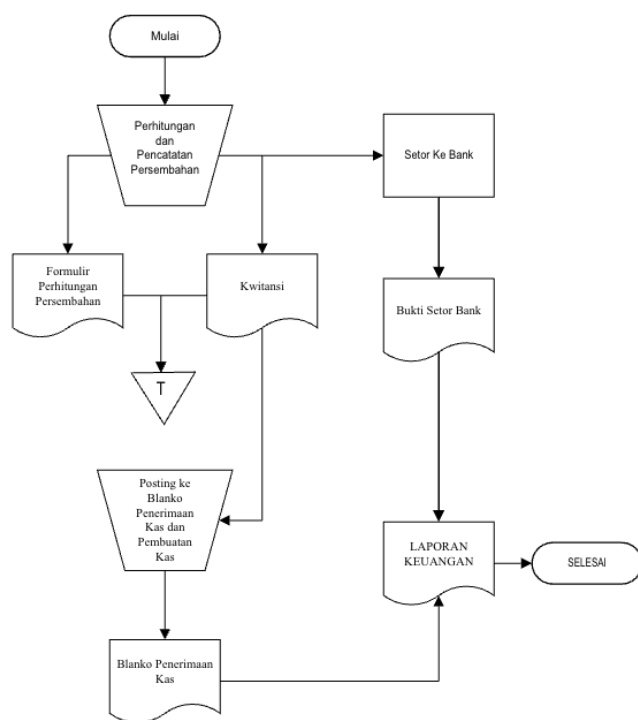 Mulai
Perhitungan
dan
Pencatatan
Persembahan
Setor Ke Bank
Formulir
Perhitungan
Persembahan
Kwitansi
Bukti Setor Bank
T
Posting ke
Blanko
Penerimaan
Kas dan
Pembuatan
Kas
LAPORAN
KEUANGAN
SELESAI
Blanko Penerimaan
Kas